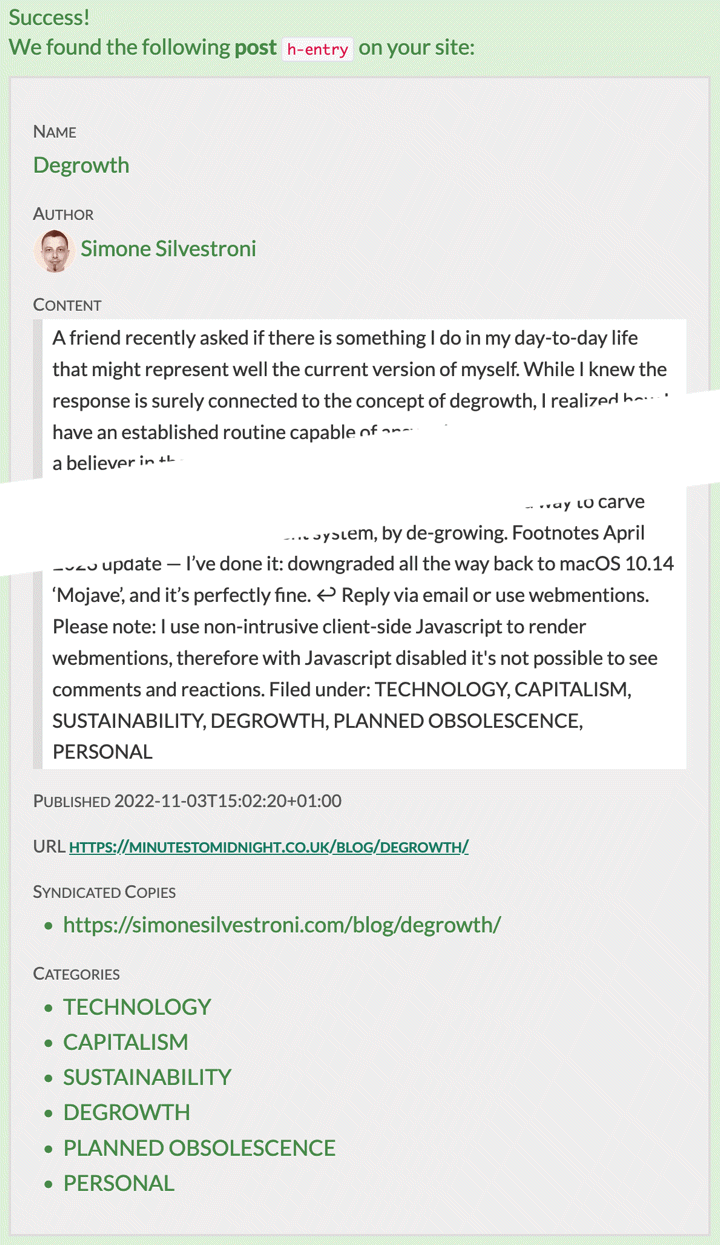 Success!
We found the following post h-entry on your site:
NAME
Degrowth
AUTHOR
Simone Silvestroni
CONTENT
A friend recently asked if there is something I do in my day-to-day life
that might represent well the current version of myself. While I knew the
response is surely connected to the concept of degrowth, I realized
have an established routine capable of
a believer in
way to carve
system, by de-growing. Footnotes April
update — I’ve done it: downgraded all the way back to macOS 10.14
‘Mojave’, and it’s perfectly fine. ↩ Reply via email or use webmentions.
Please note: I use non-intrusive client-side Javascript to render
webmentions, therefore with Javascript disabled it's not possible to see
comments and reactions. Filed under: TECHNOLOGY, CAPITALISM,
SUSTAINABILITY, DEGROWTH, PLANNED OBSOLESCENCE,
PERSONAL
PUBLISHED 2022-11-03T15:02:20+01:00
URL HTTPS://MINUTESTOMIDNIGHT.CO.UK/BLOG/DEGROWTH/
SYNDICATED COPIES
• https://simonesilvestroni.com/blog/degrowth/
CATEGORIES
• TECHNOLOGY
• CAPITALISM
• SUSTAINABILITY
• DEGROWTH
• PLANNED OBSOLESCENCE
• PERSONAL